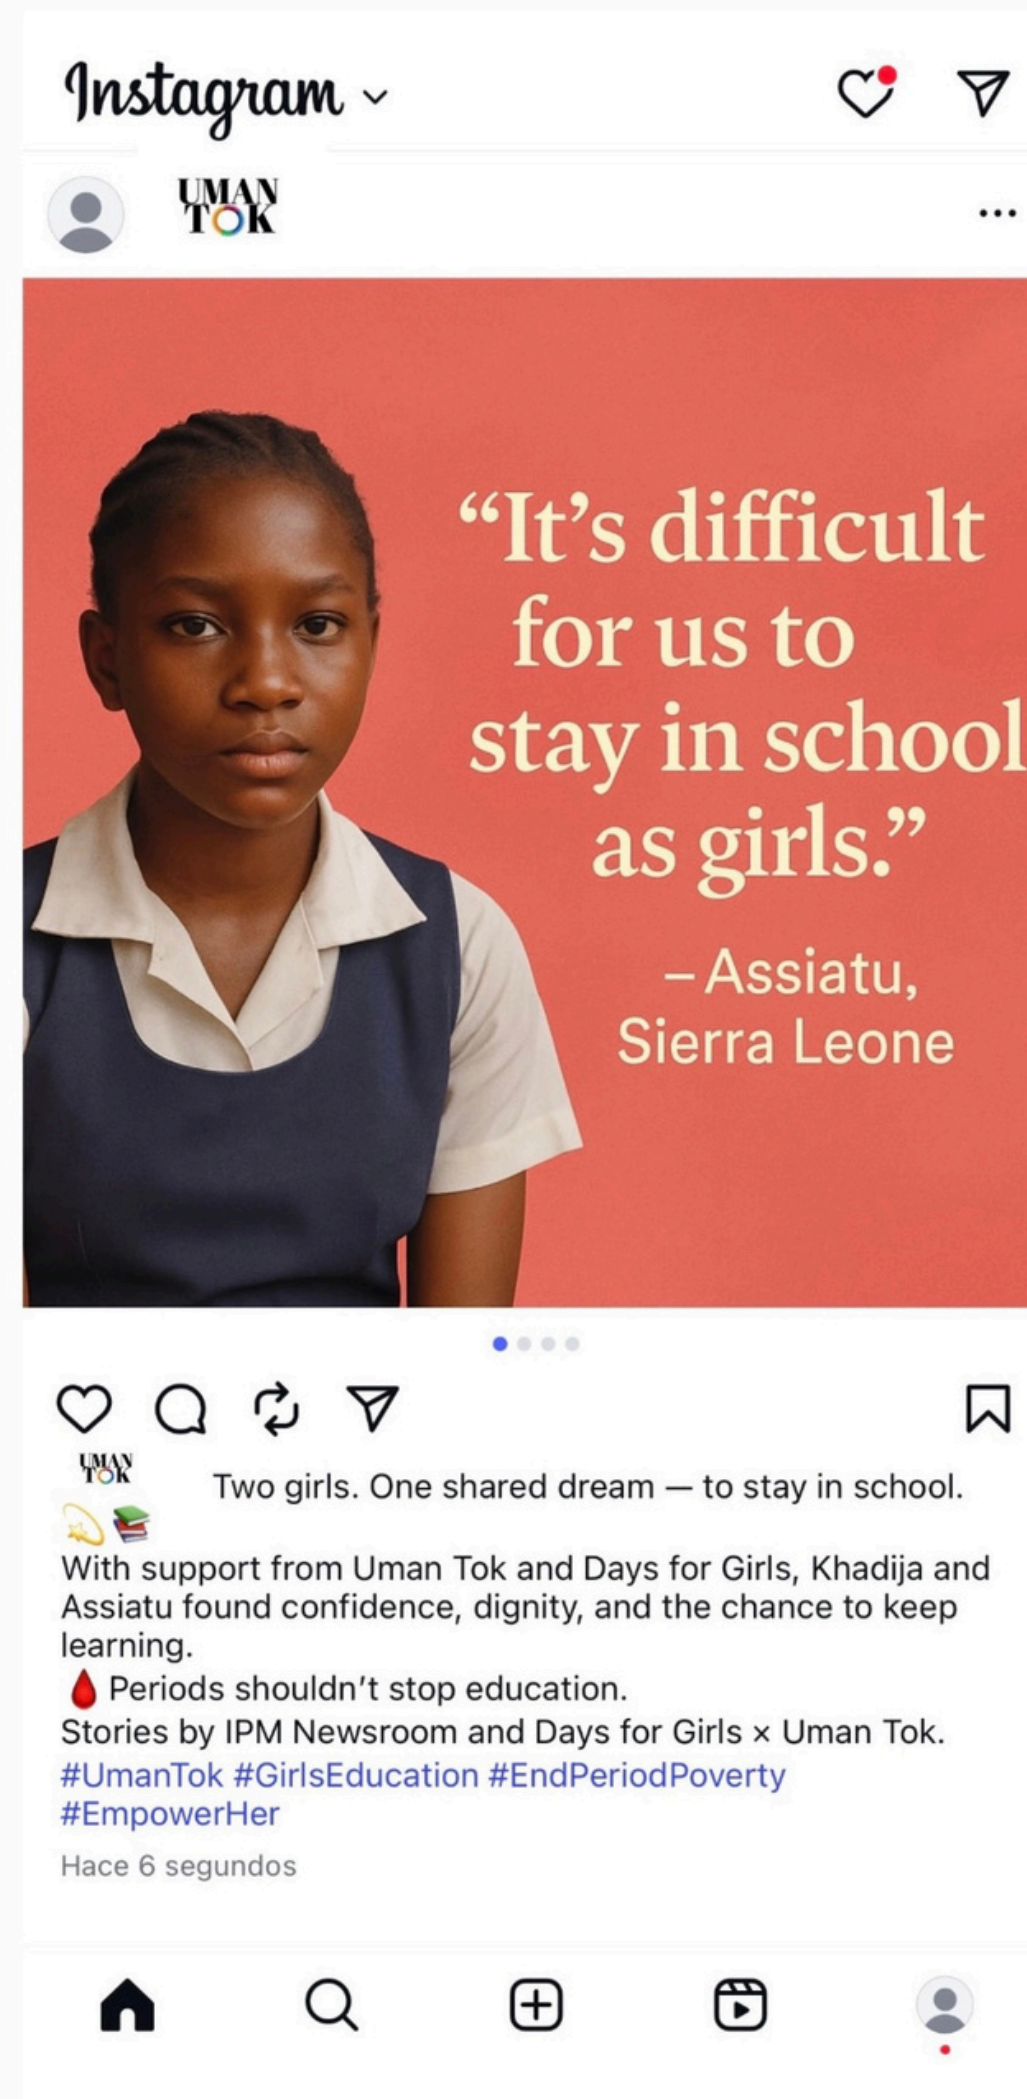 Instagram
UMAN
TOK
“It’s difficult
for us to
stay in school
as girls.”
– Assiatu,
Sierra Leone
UMAN
TOK
Two girls. One shared dream — to stay in school.
💫 📚
With support from Uman Tok and Days for Girls, Khadija and
Assiatu found confidence, dignity, and the chance to keep
learning.
🩸 Periods shouldn’t stop education.
Stories by IPM Newsroom and Days for Girls × Uman Tok.
#UmanTok #GirlsEducation #EndPeriodPoverty
#EmpowerHer
Hace 6 segundos